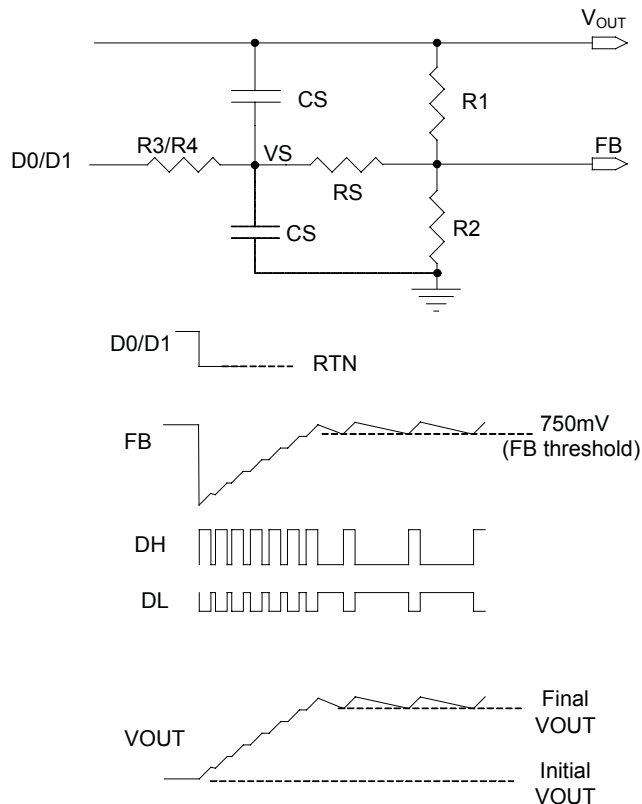 VOUT
CS
R1
D0/D1
R3/R4
VS
RS
FB
CS
R2
D0/D1
RTN
FB
750mV
(FB threshold)
DH
DL
VOUT
Final
VOUT
Initial
VOUT